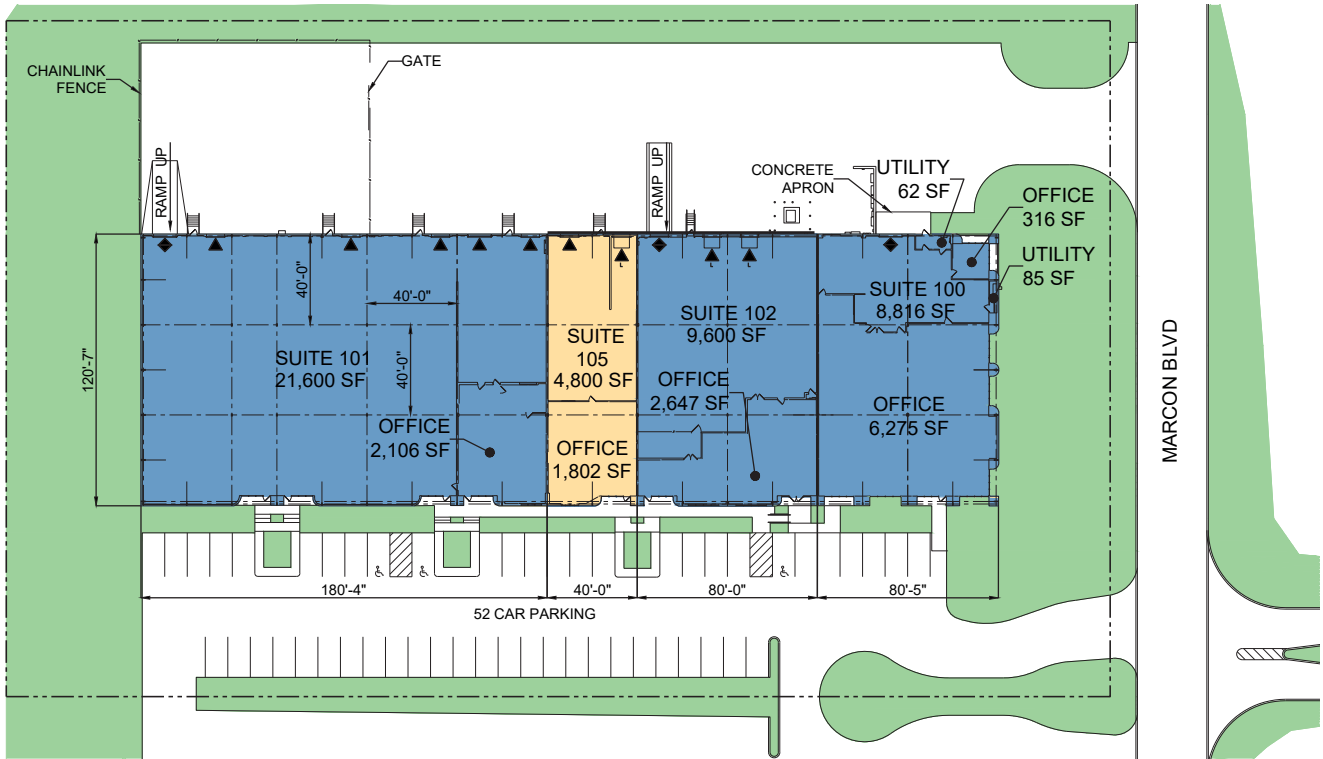 CHAINLINK
FENCE
GATE
RAMP UP
RAMP UP
CONCRETE
APRON
UTILITY
62 SF
OFFICE
316 SF
UTILITY
85 SF
40'-0"
40'-0"
40'-0"
120'-7"
SUITE 101
21,600 SF
OFFICE
2,106 SF
SUITE
105
4,800 SF
OFFICE
1,802 SF
SUITE 102
9,600 SF
OFFICE
2,647 SF
SUITE 100
8,816 SF
OFFICE
6,275 SF
L
L
L
MARCON BLVD
180'-4"
40'-0"
80'-0"
80'-5"
52 CAR PARKING